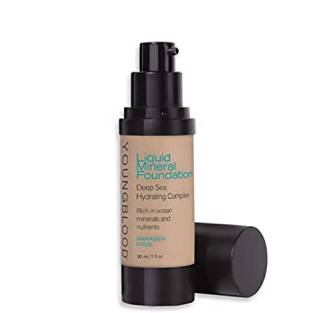 YOUNGBLOOD
Liquid
Mineral
Foundation
Deep Sea
Hydrating Complex
Rich in ocean
minerals and
nutrients
PARABEN
FREE
30 mL/1 fl oz